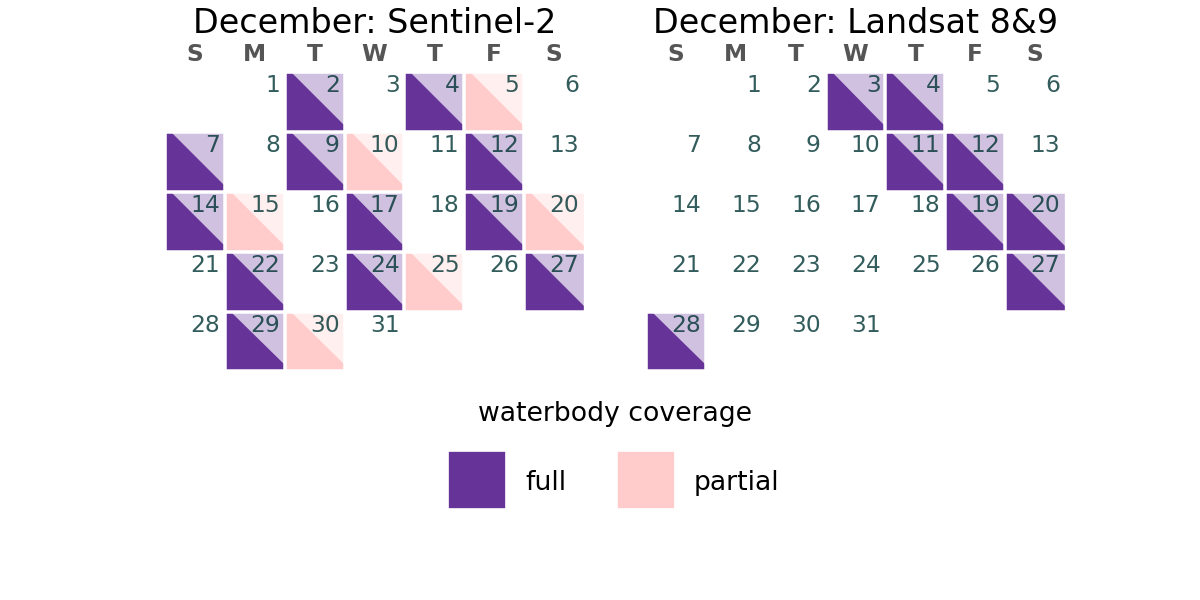 December: Sentinel-2
S M T W T F S
1 2 3 4 5 6
7 8 9 10 11 12 13
14 15 16 17 18 19 20
21 22 23 24 25 26 27
28 29 30 31
December: Landsat 8&9
S M T W T F S
1 2 3 4 5 6
7 8 9 10 11 12 13
14 15 16 17 18 19 20
21 22 23 24 25 26 27
28 29 30 31
waterbody coverage
full partial